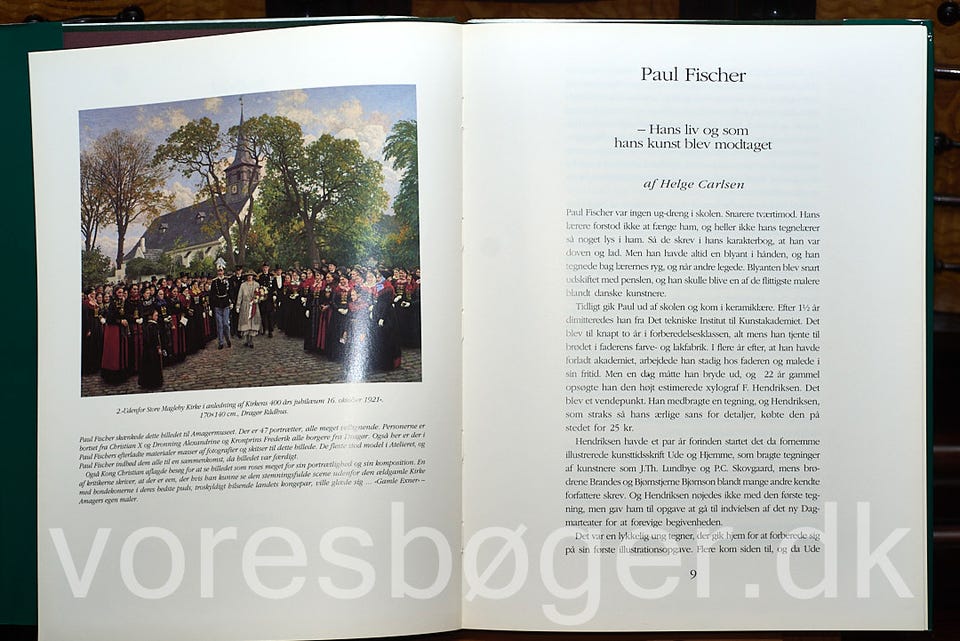 2. »Udenfor Store Magleby Kirke i anledning af Kirkens 400 års jubilæum 16. oktober 1921«.
170×140 cm., Dragør Rådhus.
Paul Fischer skænkede dette billedet til Amagermuseet. Der er 47 portrætter, alle meget vellignende. Personerne er
bortset fra Christian X og Dronning Alexandrine og Kronprins Frederik alle borgere fra Dragør. Også her er der i
Paul Fischers efterladte materialer masser af fotografier og skitser til dette billede. De fleste stod model i Atelieret, og
Paul Fischer indbød dem alle til en sammenkomst, da billedet var færdigt.
Også Kong Christian aflagde besøg for at se billedet som roses meget for sin portrætlighed og sin komposition. En
af kritikerne skriver, at der er een, der hvis han kunne se den stemningsfulde scene udenfor den ældgamle Kirke
med bondekonerne i deres bedste puds, troskyldigt hilsende landets kongepar, ville glæde sig ... »Gamle Exner« –
Amagers egen maler.
Paul Fischer
– Hans liv og som
hans kunst blev modtaget
af Helge Carlsen
Paul Fischer var ingen ug-dreng i skolen. Snarere tværtimod. Hans
lærere forstod ikke at fænge ham, og heller ikke hans tegnelærer
så noget lys i ham. Så de skrev i hans karakterbog, at han var
doven og lad. Men han havde altid en blyant i hånden, og han
tegnede bag lærernes ryg, og når andre legede. Blyanten blev snart
udskiftet med penslen, og han skulle blive en af de flittigste malere
blandt danske kunstnere.
Tidligt gik Paul ud af skolen og kom i keramiklære. Efter 1½ år
dimitteredes han fra Det tekniske Institut til Kunstakademiet. Det
blev til knapt to år i forberedelsesklassen, alt mens han tjente til
brødet i faderens farve- og lakfabrik. I flere år efter, at han havde
forladt akademiet, arbejdede han stadig hos faderen og malede i
sin fritid. Men en dag måtte han bryde ud, og 22 år gammel
opsøgte han den højt estimerede xylograf F. Hendriksen. Det
blev et vendepunkt. Han medbragte en tegning, og Hendriksen,
som straks så hans ærlige sans for detaljer, købte den på
stedet for 25 kr.
Hendriksen havde et par år forinden startet det da fornemme
illustrerede kunsttidsskrift Ude og Hjemme, som bragte tegninger
af kunstnere som J.Th. Lundbye og P.C. Skovgaard, mens brø-
drene Brandes og Bjørnstjerne Bjørnson blandt mange andre kendte
forfattere skrev. Og Hendriksen nøjedes ikke med den første teg-
ning, men gav ham til opgave at gå til indvielsen af det ny Dag-
marteater for at forevige begivenheden.
Det var en lykkelig ung tegner, der gik hjem for at forberede sig
på sin første illustrationsopgave. Flere kom siden til, og da Ude
9
voresbøger.dk